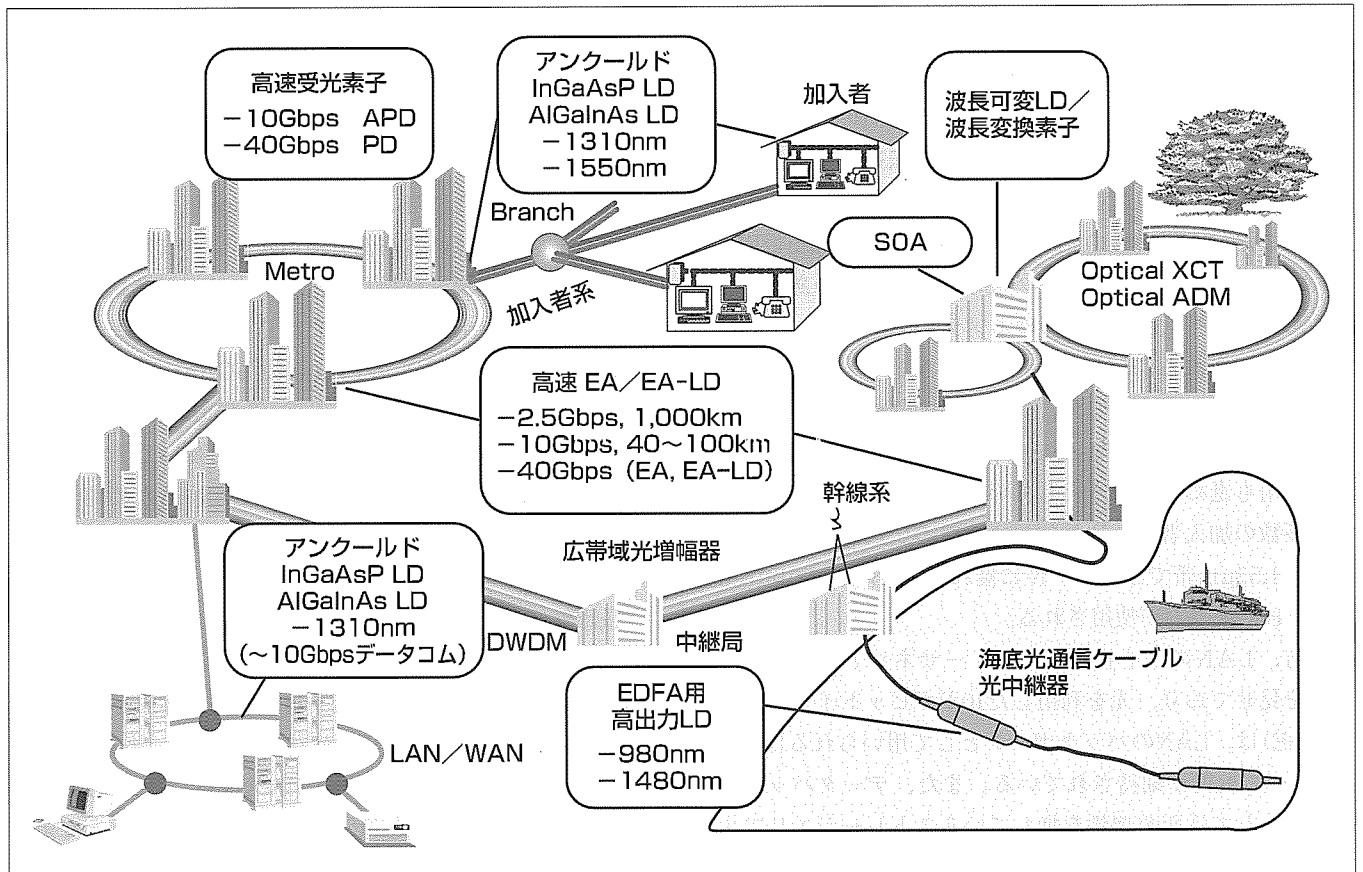 高速受光素子
－10Gbps　APD
－40Gbps　PD
アンクールド
InGaAsP LD
AlGaInAs LD
－1310nm
－1550nm
加入者
波長可変LD／
波長変換素子
Branch
SOA
Metro
加入者系
Optical XCT
Optical ADM
高速 EA／EA-LD
－2.5Gbps, 1,000km
－10Gbps, 40～100km
－40Gbps (EA, EA-LD)
幹線系
広帯域光増幅器
アンクールド
InGaAsP LD
AlGaInAs LD
－1310nm
(～10Gbpsデータコム)
DWDM
中継局
海底光通信ケーブル
光中継器
EDFA用
高出力LD
－980nm
－1480nm
LAN／WAN